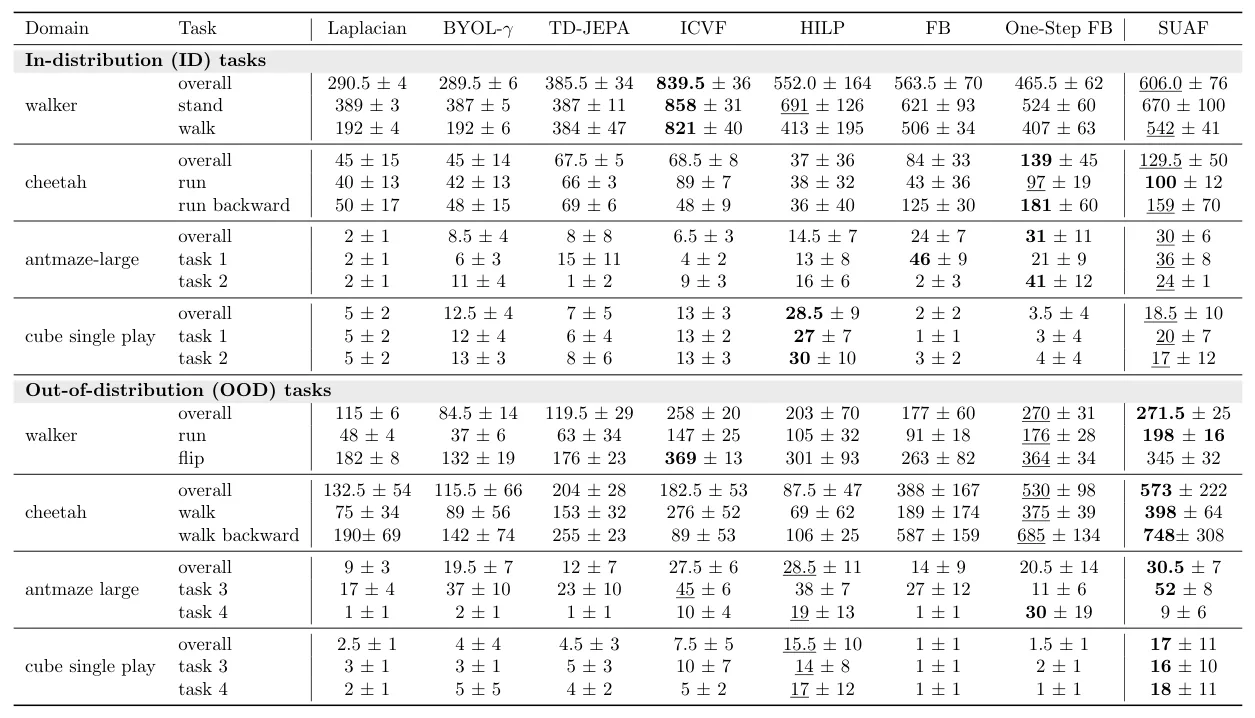 Domain Task Laplacian BYOL-γ TD-JEPA ICVF HILP FB One-Step FB SUAF
In-distribution (ID) tasks
overall 290.5 ± 4 289.5 ± 6 385.5 ± 34 839.5 ± 36 552.0 ± 164 563.5 ± 70 465.5 ± 62 606.0 ± 76
walker stand 389 ± 3 387 ± 5 387 ± 11 858 ± 31 691 ± 126 621 ± 93 524 ± 60 670 ± 100
walk 192 ± 4 192 ± 6 384 ± 47 821 ± 40 413 ± 195 506 ± 34 407 ± 63 542 ± 41
overall 45 ± 15 45 ± 14 67.5 ± 5 68.5 ± 8 37 ± 36 84 ± 33 139 ± 45 129.5 ± 50
cheetah run 40 ± 13 42 ± 13 66 ± 3 89 ± 7 38 ± 32 43 ± 36 97 ± 19 100 ± 12
run backward 50 ± 17 48 ± 15 69 ± 6 48 ± 9 36 ± 40 125 ± 30 181 ± 60 159 ± 70
overall 2 ± 1 8.5 ± 4 8 ± 8 6.5 ± 3 14.5 ± 7 24 ± 7 31 ± 11 30 ± 6
antmaze-large task 1 2 ± 1 6 ± 3 15 ± 11 4 ± 2 13 ± 8 46 ± 9 21 ± 9 36 ± 8
task 2 2 ± 1 11 ± 4 1 ± 2 9 ± 3 16 ± 6 2 ± 3 41 ± 12 24 ± 1
overall 5 ± 2 12.5 ± 4 7 ± 5 13 ± 3 28.5 ± 9 2 ± 2 3.5 ± 4 18.5 ± 10
cube single play task 1 5 ± 2 12 ± 4 6 ± 4 13 ± 2 27 ± 7 1 ± 1 3 ± 4 20 ± 7
task 2 5 ± 2 13 ± 3 8 ± 6 13 ± 3 30 ± 10 3 ± 2 4 ± 4 17 ± 12
Out-of-distribution (OOD) tasks
overall 115 ± 6 84.5 ± 14 119.5 ± 29 258 ± 20 203 ± 70 177 ± 60 270 ± 31 271.5 ± 25
walker run 48 ± 4 37 ± 6 63 ± 34 147 ± 25 105 ± 32 91 ± 18 176 ± 28 198 ± 16
flip 182 ± 8 132 ± 19 176 ± 23 369 ± 13 301 ± 93 263 ± 82 364 ± 34 345 ± 32
overall 132.5 ± 54 115.5 ± 66 204 ± 28 182.5 ± 53 87.5 ± 47 388 ± 167 530 ± 98 573 ± 222
cheetah walk 75 ± 34 89 ± 56 153 ± 32 276 ± 52 69 ± 62 189 ± 174 375 ± 39 398 ± 64
walk backward 190± 69 142 ± 74 255 ± 23 89 ± 53 106 ± 25 587 ± 159 685 ± 134 748± 308
overall 9 ± 3 19.5 ± 7 12 ± 7 27.5 ± 6 28.5 ± 11 14 ± 9 20.5 ± 14 30.5 ± 7
antmaze large task 3 17 ± 4 37 ± 10 23 ± 10 45 ± 6 38 ± 7 27 ± 12 11 ± 6 52 ± 8
task 4 1 ± 1 2 ± 1 1 ± 1 10 ± 4 19 ± 13 1 ± 1 30 ± 19 9 ± 6
overall 2.5 ± 1 4 ± 4 4.5 ± 3 7.5 ± 5 15.5 ± 10 1 ± 1 1.5 ± 1 17 ± 11
cube single play task 3 3 ± 1 3 ± 1 5 ± 3 10 ± 7 14 ± 8 1 ± 1 2 ± 1 16 ± 10
task 4 2 ± 1 5 ± 5 4 ± 2 5 ± 2 17 ± 12 1 ± 1 1 ± 1 18 ± 11